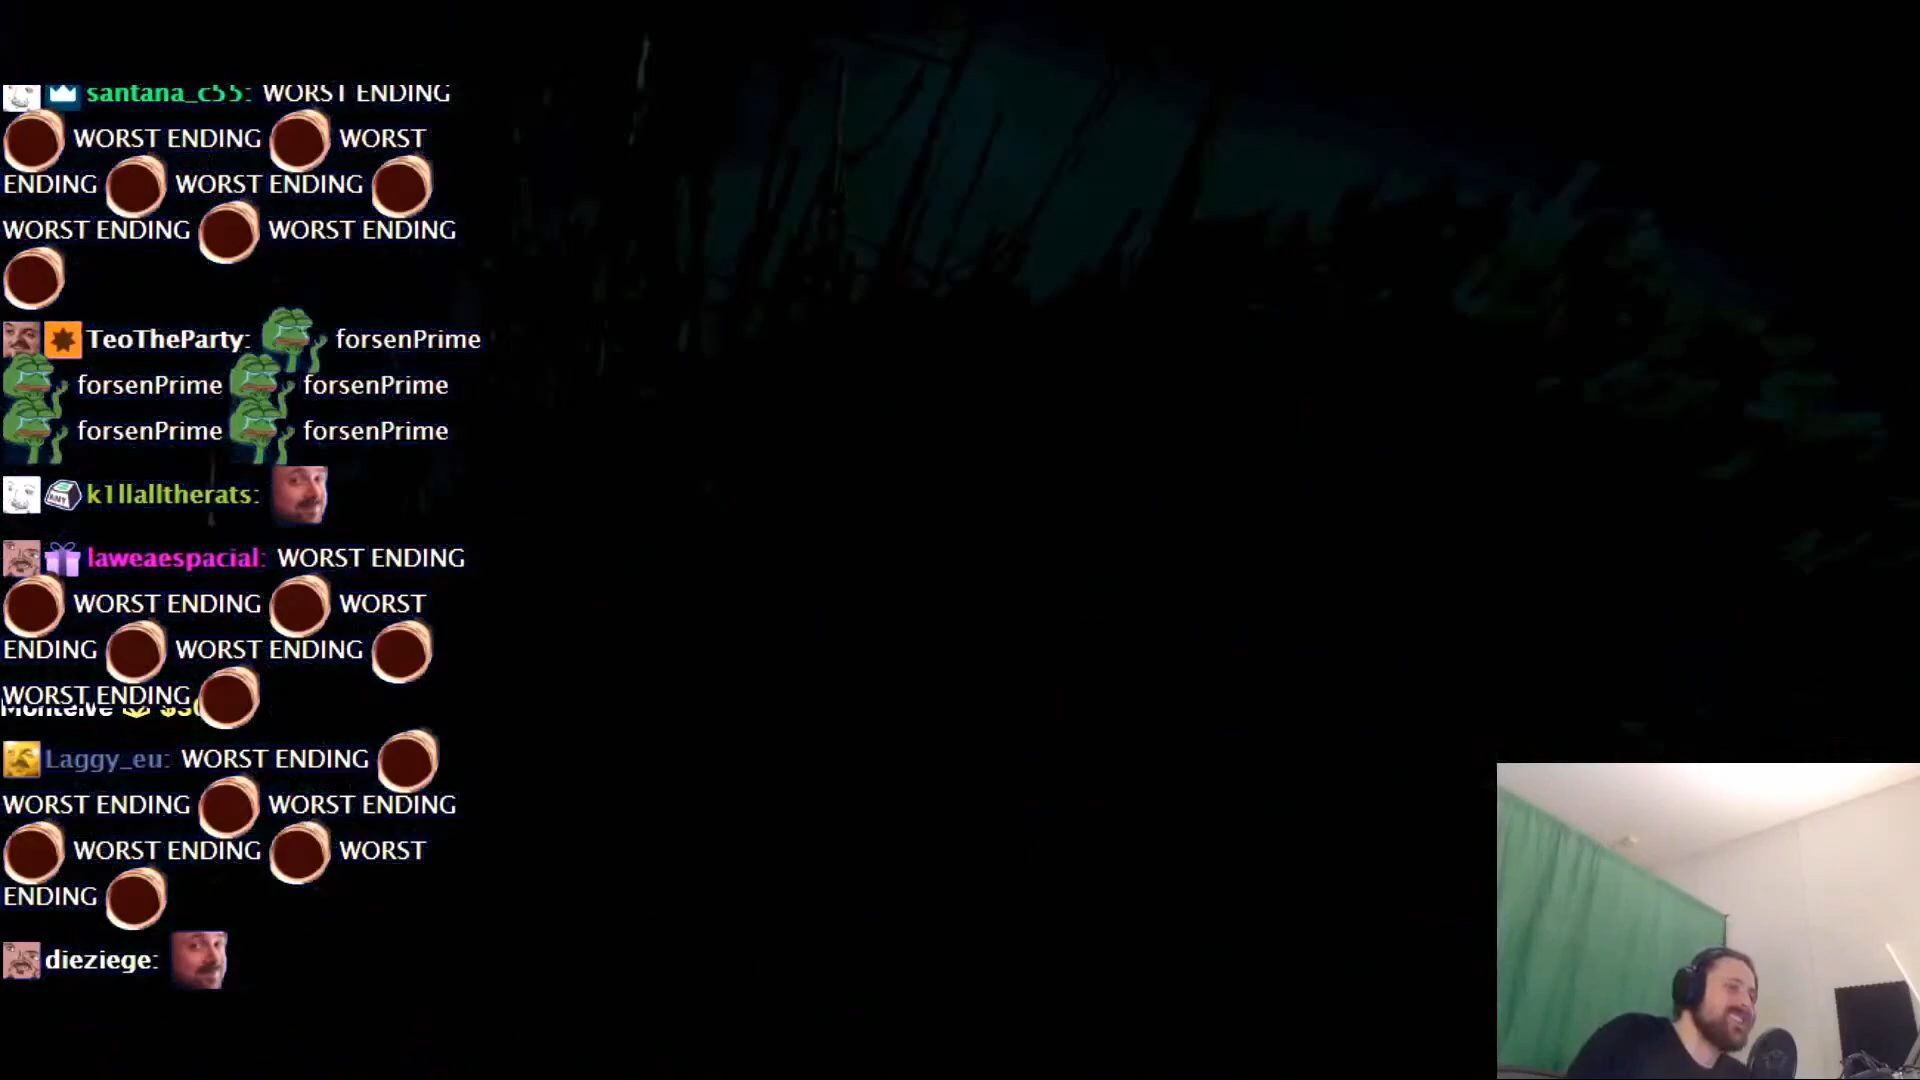 santana_c55: WORST ENDING
WORST ENDING WORST
ENDING WORST ENDING
WORST ENDING WORST ENDING
TeoTheParty: forsenPrime
forsenPrime forsenPrime
forsenPrime forsenPrime
k1llalltherats:
laweaespacial: WORST ENDING
WORST ENDING WORST
ENDING WORST ENDING
WORST ENDING
Laggy_eu: WORST ENDING
WORST ENDING WORST ENDING
WORST ENDING WORST
ENDING
dieziege: